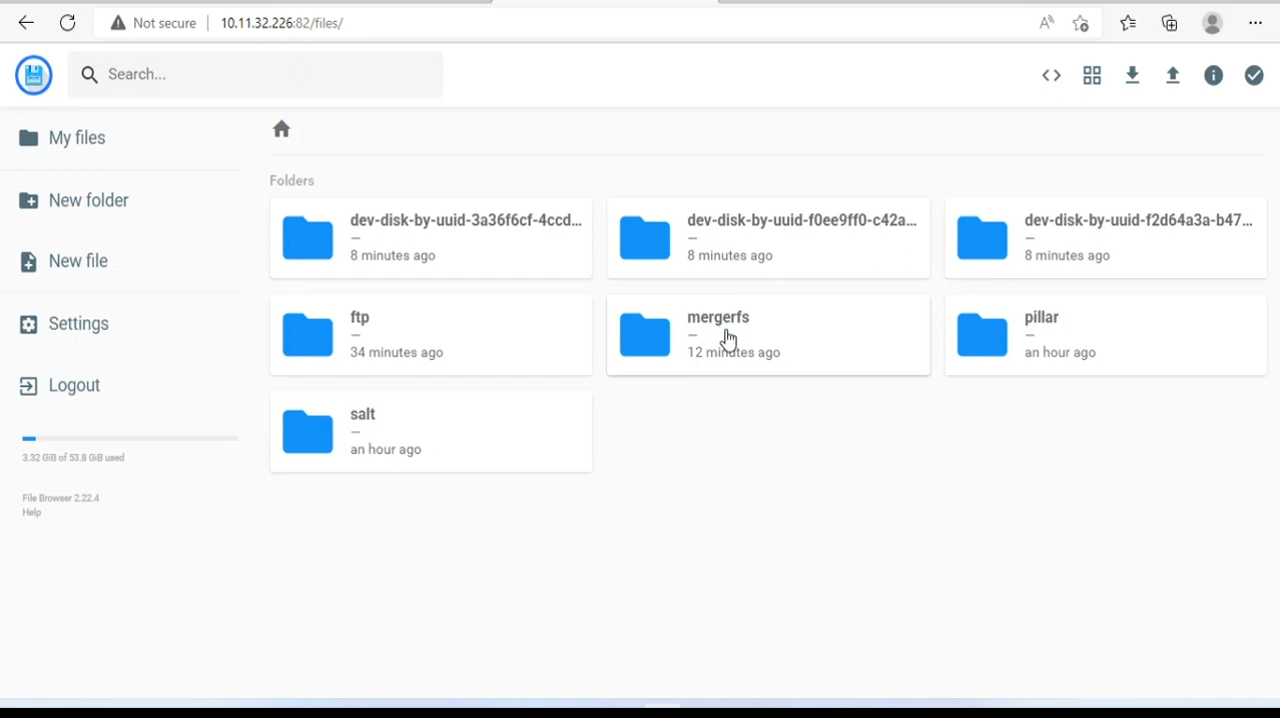 Not secure
10.11.32.226:82/files/
Search...
My files
New folder
New file
Settings
Logout
3.32 GiB of 53.8 GiB used
File Browser 2.22.4
Help
Folders
dev-disk-by-uuid-3a36f6cf-4ccd...
—
8 minutes ago
dev-disk-by-uuid-f0ee9ff0-c42a...
—
8 minutes ago
dev-disk-by-uuid-f2d64a3a-b47...
—
8 minutes ago
ftp
—
34 minutes ago
mergerfs
—
12 minutes ago
pillar
—
an hour ago
salt
—
an hour ago